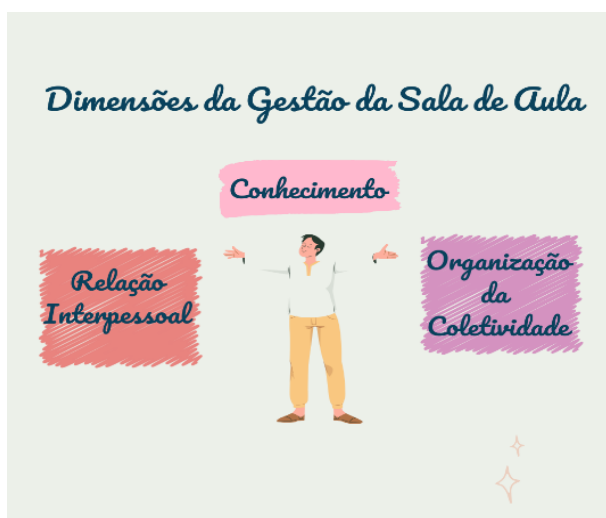 Dimensões da Gestão da Sala de Aula
Conhecimento
Relação
Interpessoal
Organização
da
Coletividade